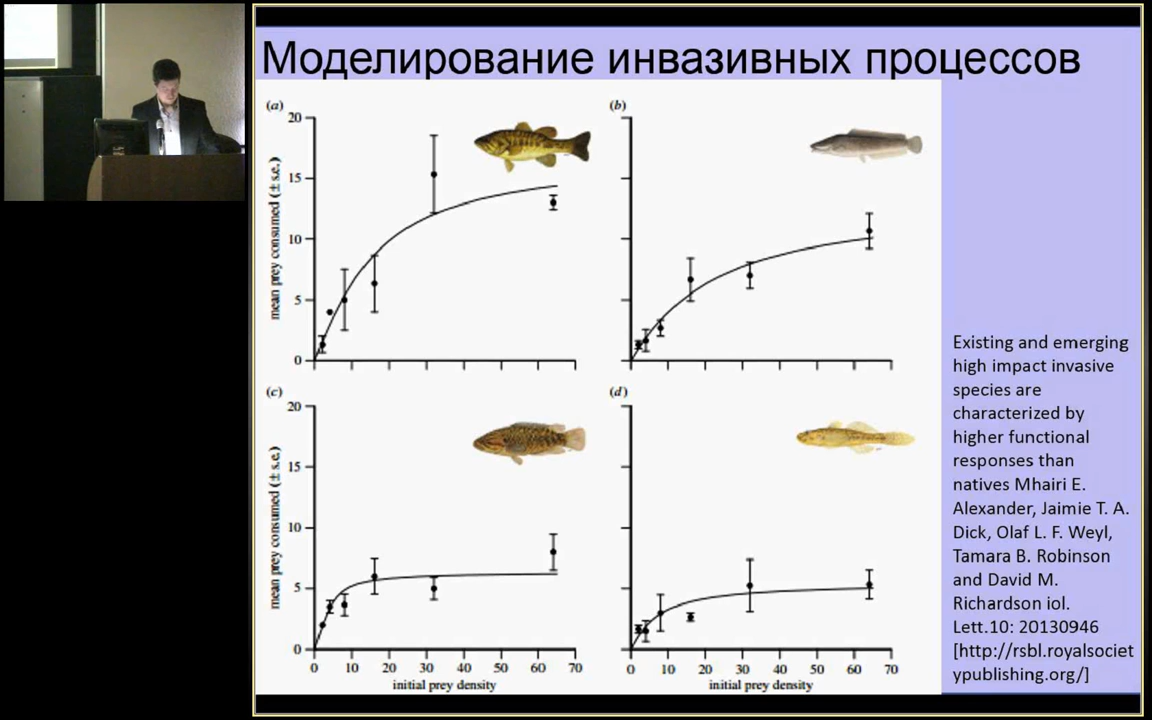 Моделирование инвазивных процессов
(a)
(b)
20
15
10
5
0
mean prey consumed (± s.e.)
(c)
(d)
20
15
10
5
0
mean prey consumed (± s.e.)
0 10 20 30 40 50 60 70
initial prey density
0 10 20 30 40 50 60 70
initial prey density
Existing and emerging
high impact invasive
species are
characterized by
higher functional
responses than
natives Mhairi E.
Alexander, Jaimie T. A.
Dick, Olaf L. F. Weyl,
Tamara B. Robinson
and David M.
Richardson iol.
Lett.10: 20130946
[http://rsbl.royalsociet
ypublishing.org/]